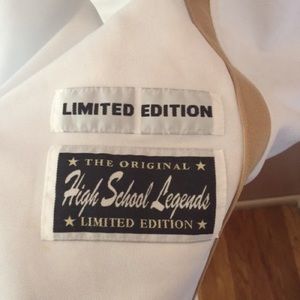 LIMITED EDITION
★ THE ORIGINAL ★
High School Legends
★ LIMITED EDITION ★